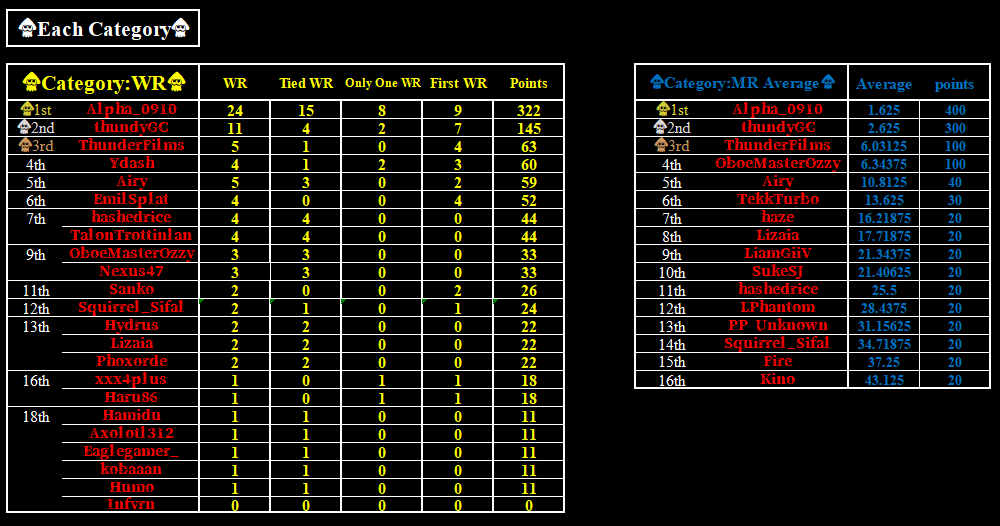 Each Category
Category:WR WR Tied WR Only One WR First WR Points
1st Alpha_0910 24 15 8 9 322
2nd thundyGC 11 4 2 7 145
3rd ThunderFilms 5 1 0 4 63
4th Ydash 4 1 2 3 60
5th Airy 5 3 0 2 59
6th EmilSplat 4 0 0 4 52
7th hashedrice 4 4 0 0 44
TalonTrottinlan 4 4 0 0 44
9th OboeMasterOzzy 3 3 0 0 33
Nexus47 3 3 0 0 33
11th Sanko 2 0 0 2 26
12th Squirrel_Sifal 2 1 0 1 24
13th Hydrus 2 2 0 0 22
Lizaia 2 2 0 0 22
Phoxorde 2 2 0 0 22
16th xxx4plus 1 0 1 1 18
Haru86 1 0 1 1 18
18th Hamidu 1 1 0 0 11
Axolotl312 1 1 0 0 11
Eaglegamer_ 1 1 0 0 11
kobaaan 1 1 0 0 11
Humo 1 1 0 0 11
Infyrn 0 0 0 0 0
Category:MR Average Average points
1st Alpha_0910 1.625 400
2nd thundyGC 2.625 300
3rd ThunderFilms 6.03125 100
4th OboeMasterOzzy 6.34375 100
5th Airy 10.8125 40
6th TekkTurbo 13.625 30
7th haze 16.21875 20
8th Lizaia 17.71875 20
9th LiamGiiV 21.34375 20
10th SukeSJ 21.40625 20
11th hashedrice 25.5 20
12th LPhantom 28.4375 20
13th PP_Unknown 31.15625 20
14th Squirrel_Sifal 34.71875 20
15th Fire 37.25 20
16th Kino 43.125 20